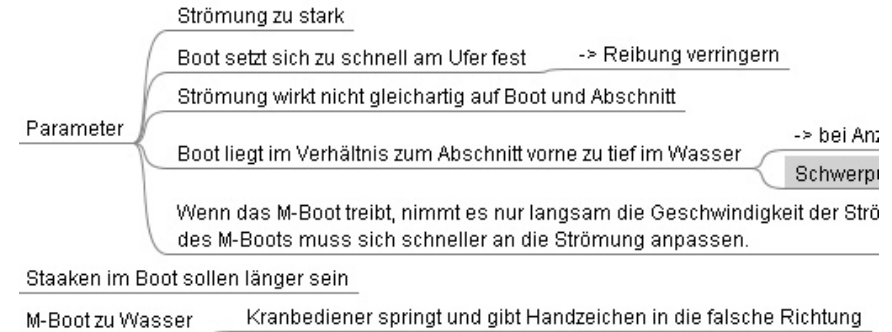 Strömung zu stark
Boot setzt sich zu schnell am Ufer fest -> Reibung verringern
Strömung wirkt nicht gleichartig auf Boot und Abschnitt
Parameter
-> bei
Boot liegt im Verhältnis zum Abschnitt vorne zu tief im Wasser
Wenn das M-Boot treibt, nimmt es nur langsam die Geschwindigkeit der
des M-Boots muss sich schneller an die Strömung anpassen.
Staaken im Boot sollen länger sein
M-Boot zu Wasser Kranbediener springt und gibt Handzeichen in die falsche Richtung